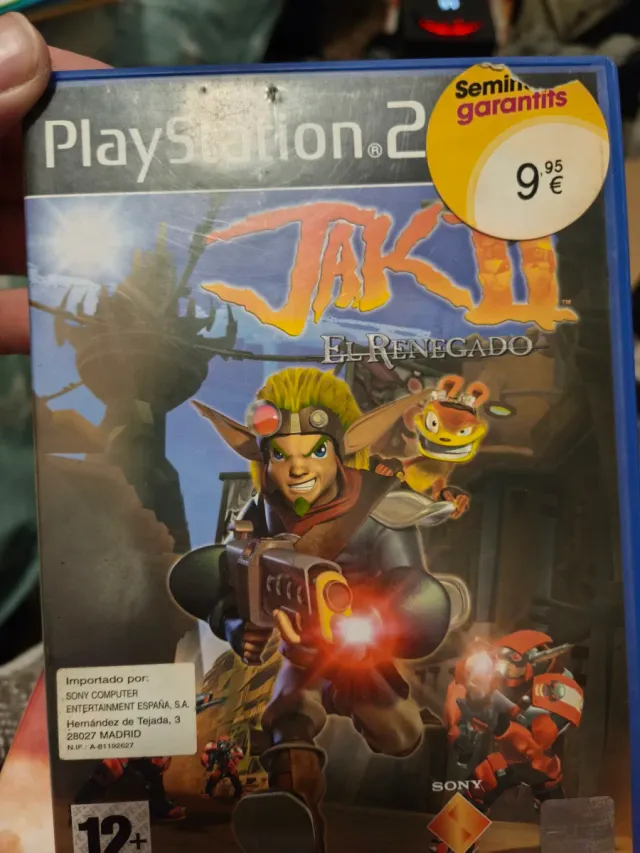 PlayStation®2
Semin
garantits
9,95 €
JAK II
™
EL RENEGADO
Importado por:
SONY COMPUTER
ENTERTAINMENT ESPAÑA, S.A.
Hernández de Tejada, 3
28027 MADRID
N.I.F.: A-81192627
SONY
12+